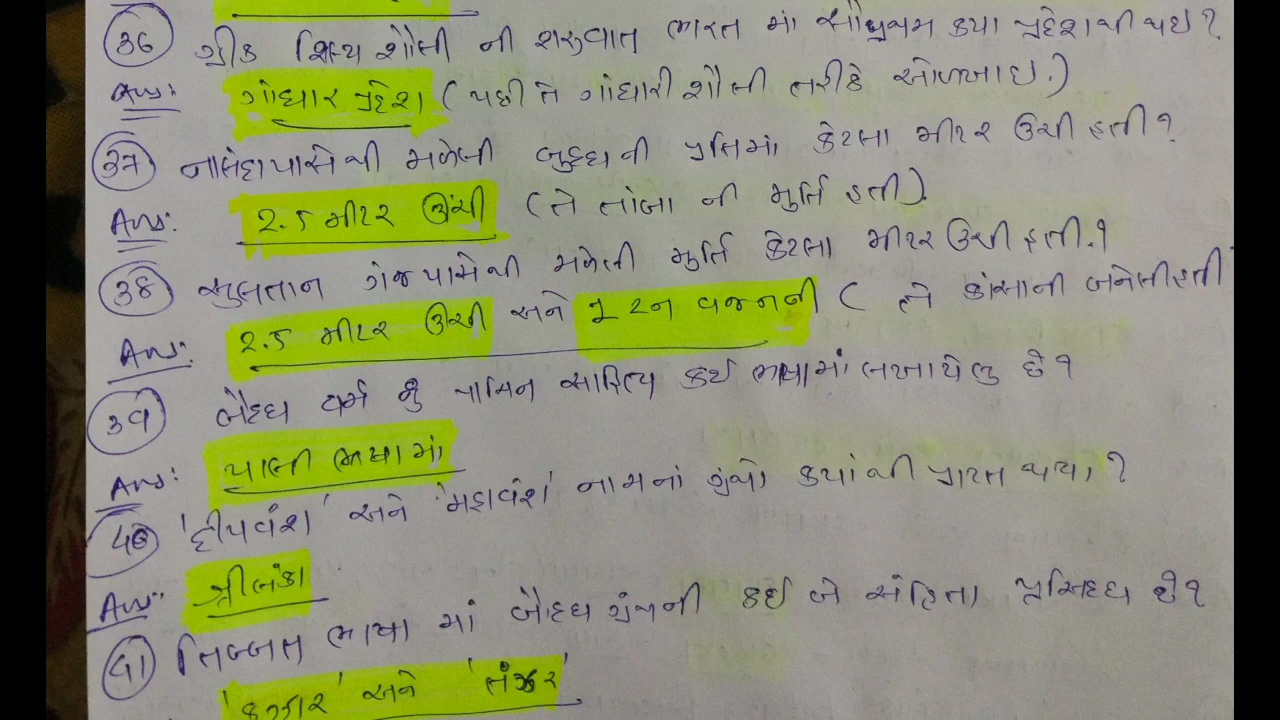 36 ગ્રીક શિલ્પ શૈલી ની શરુવાત ભારત માં સૌપ્રથમ કયા પ્રદેશથી થઇ?
Ans: ગાંધાર પ્રદેશ (પછી તે ગાંધારી શૈલી તરીકે ઓળખાઇ.)
37 નાલંદા પાસેથી મળેલી બુદ્ધ ની પ્રતિમાં કેટલા મીટર ઉંચી હતી?
Ans: 2.5 મીટર ઊંચી (તે તાંબા ની મુર્તિ હતી)
38 સુલતાન ગંજ પાસેથી મળેલી મુર્તિ કેટલા મીટર ઉંચી હતી.?
Ans: 2.5 મીટર ઊંચી અને 1 ટન વજનની ( તે કાંસાની બનેલી હતી
39 બૌદ્ધ ધર્મ નું સાહિત્ય કઇ ભાષામાં લખાયેલુ છે?
Ans: પાલી ભાષામાં
40 'દીપવંશ' અને 'મહાવંશ' નામનાં ગ્રંથો કયાંથી પ્રાપ્ત થયા?
Ans: શ્રીલંકા
41 તિબ્બત ભાષા માં બૌદ્ધ ગ્રંથની કઇ બે સંહિતા પ્રસિદ્ધ છે?
અને